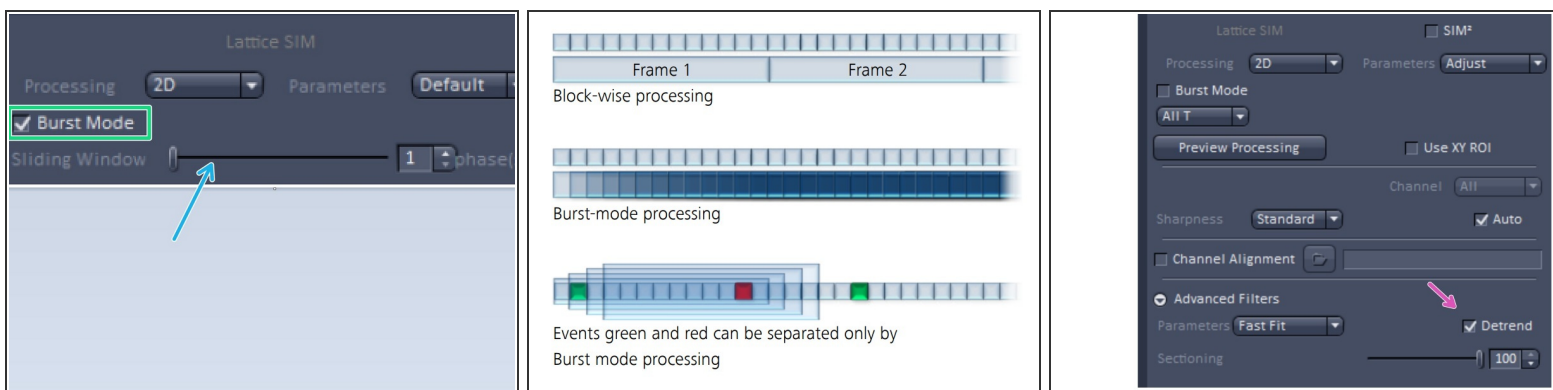 Lattice SIM
Processing 2D Parameters Default
Burst Mode
Sliding Window 1 phase(
Frame 1 Frame 2
Block-wise processing
Burst-mode processing
Events green and red can be separated only by
Burst mode processing
Lattice SIM SIM²
Processing 2D Parameters Adjust
Burst Mode
All T
Preview Processing Use XY ROI
Channel All
Sharpness Standard Auto
Channel Alignment
Advanced Filters
Parameters Fast Fit Detrend
Sectioning 100